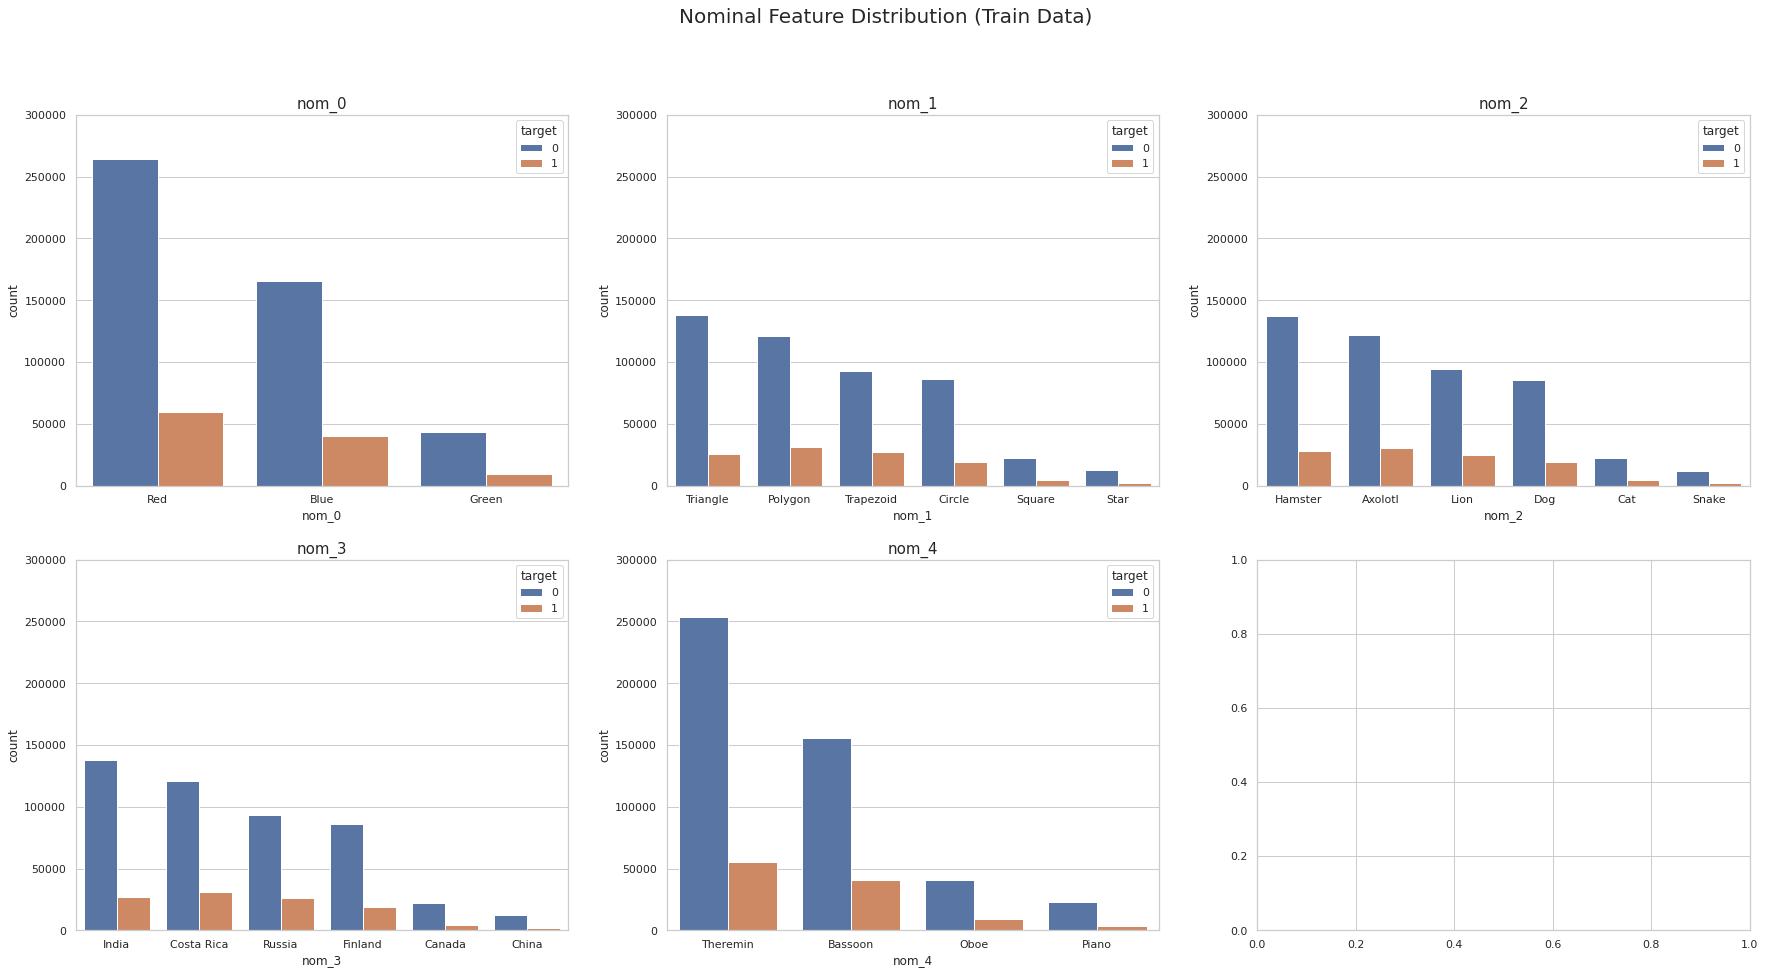 Nominal Feature Distribution (Train Data)
nom_0
300000
250000
200000
150000
100000
50000
0
count
target
0
1
Red Blue Green
nom_0
nom_1
300000
250000
200000
150000
100000
50000
0
count
target
0
1
Triangle Polygon Trapezoid Circle Square Star
nom_1
nom_2
300000
250000
200000
150000
100000
50000
0
count
target
0
1
Hamster Axolotl Lion Dog Cat Snake
nom_2
nom_3
300000
250000
200000
150000
100000
50000
0
count
target
0
1
India Costa Rica Russia Finland Canada China
nom_3
nom_4
300000
250000
200000
150000
100000
50000
0
count
target
0
1
Theremin Bassoon Oboe Piano
nom_4
1.0
0.8
0.6
0.4
0.2
0.0
0.0 0.2 0.4 0.6 0.8 1.0